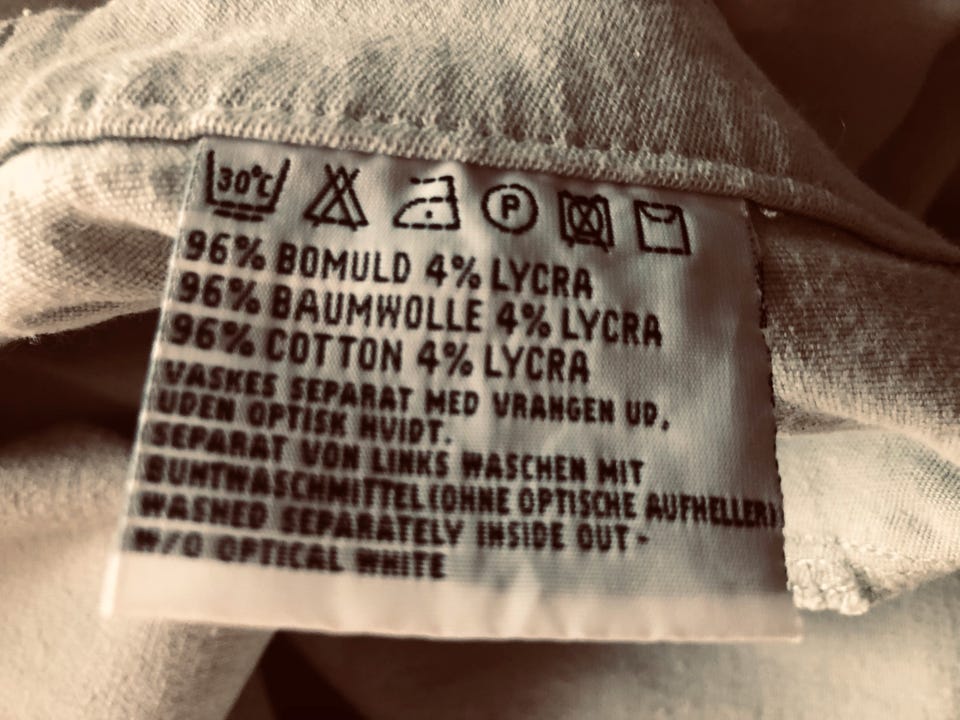 30°C P
96% BOMULD 4% LYCRA
96% BAUMWOLLE 4% LYCRA
96% COTTON 4% LYCRA
VASKES SEPARAT MED VRANGEN UD,
UDEN OPTISK HVIDT.
SEPARAT VON LINKS WASCHEN MIT
BUNTWASCHMITTEL(OHNE OPTISCHE AUFHELLER)
WASHED SEPARATELY INSIDE OUT-
W/O OPTICAL WHITE